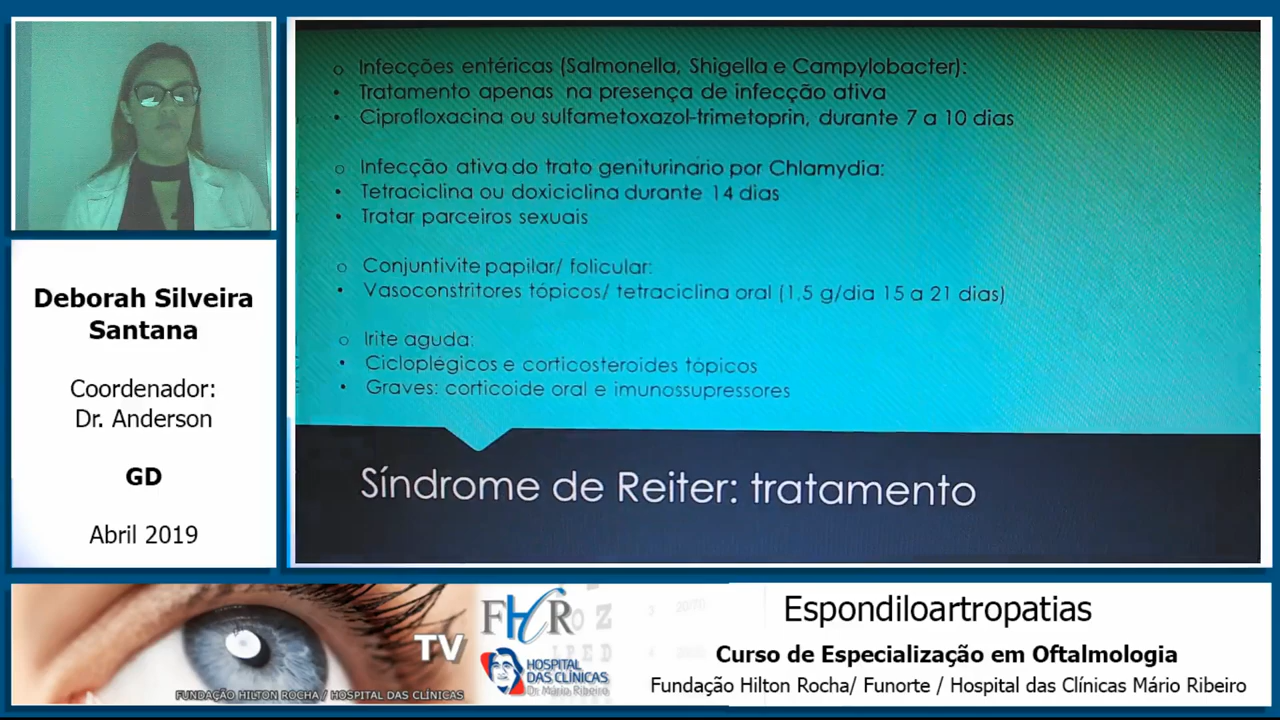 o Infecções entéricas (Salmonella, Shigella e Campylobacter):
• Tratamento apenas na presença de infecção ativa
• Ciprofloxacina ou sulfametoxazol-trimetoprin, durante 7 a 10 dias
o Infecção ativa do trato geniturinario por Chlamydia:
• Tetraciclina ou doxiciclina durante 14 dias
• Tratar parceiros sexuais
o Conjuntivite papilar/ folicular:
• Vasoconstritores tópicos/ tetraciclina oral (1,5 g/dia 15 a 21 dias)
o Irite aguda:
• Cicloplégicos e corticosteroides tópicos
• Graves: corticoide oral e imunossupressores
Síndrome de Reiter: tratamento
Deborah Silveira
Santana
Coordenador:
Dr. Anderson
GD
Abril 2019
TV
FUNDAÇÃO HILTON ROCHA / HOSPITAL DAS CLÍNICAS
FHR
HOSPITAL
DAS CLÍNICAS
Dr. Mário Ribeiro
Espondiloartropatias
Curso de Especialização em Oftalmologia
Fundação Hilton Rocha/ Funorte / Hospital das Clínicas Mário Ribeiro